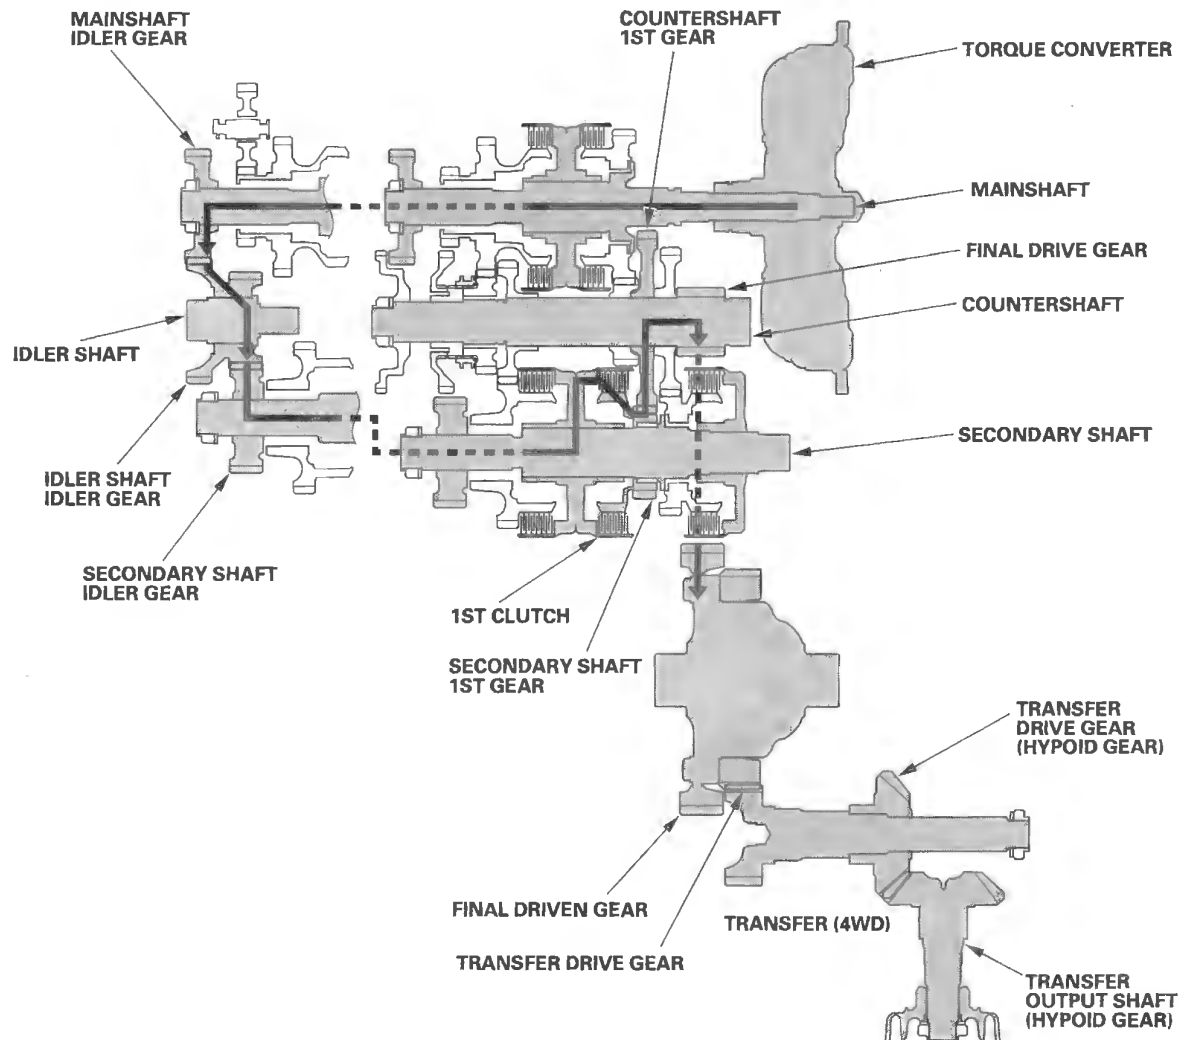 MAINSHAFT
IDLER GEAR
COUNTERSHAFT
1ST GEAR
TORQUE CONVERTER
MAINSHAFT
FINAL DRIVE GEAR
COUNTERSHAFT
IDLER SHAFT
SECONDARY SHAFT
IDLER SHAFT
IDLER GEAR
SECONDARY SHAFT
IDLER GEAR
1ST CLUTCH
SECONDARY SHAFT
1ST GEAR
TRANSFER
DRIVE GEAR
(HYPOID GEAR)
FINAL DRIVEN GEAR
TRANSFER (4WD)
TRANSFER DRIVE GEAR
TRANSFER
OUTPUT SHAFT
(HYPOID GEAR)